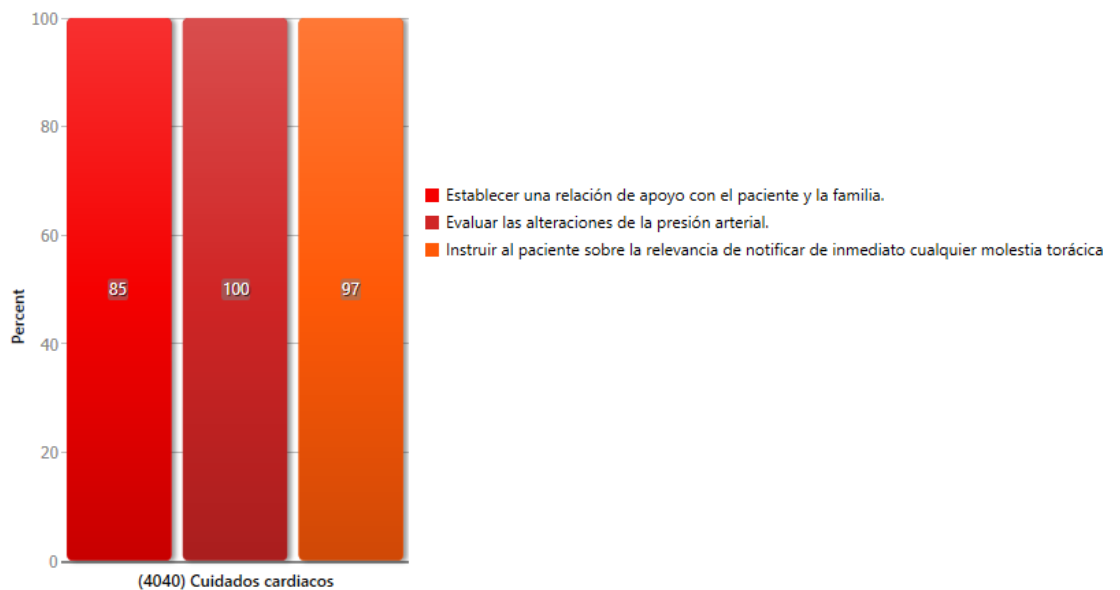 100
80
60
40
20
0
Percent
85
100
97
(4040) Cuidados cardiacos
Establecer una relación de apoyo con el paciente y la familia.
Evaluar las alteraciones de la presión arterial.
Instruir al paciente sobre la relevancia de notificar de inmediato cualquier molestia torácica